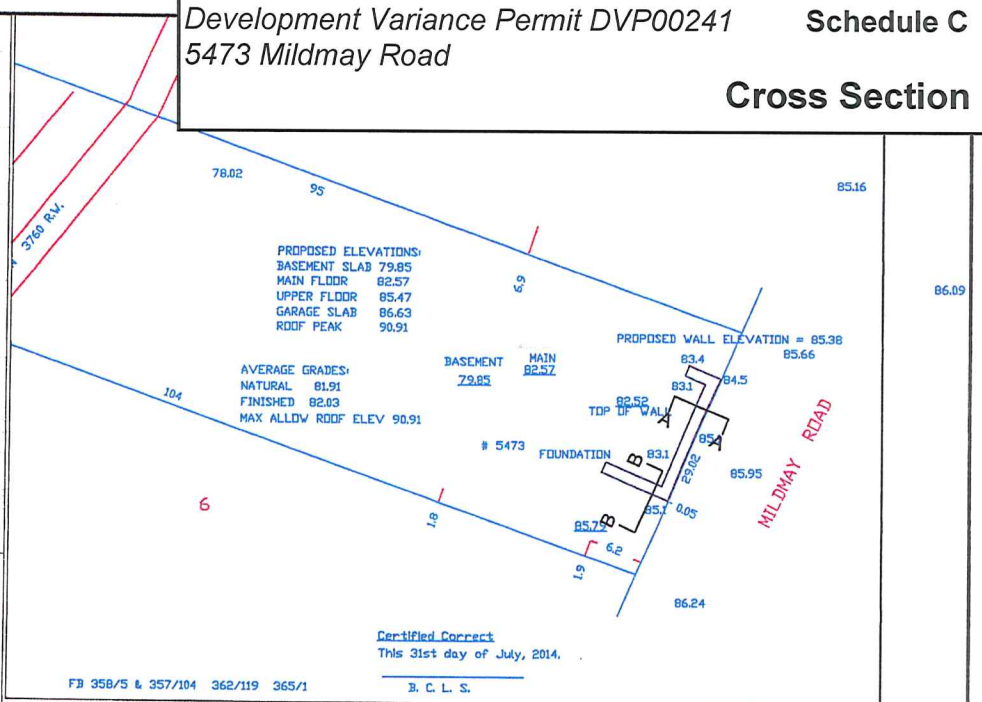 Development Variance Permit DVP00241 Schedule C
5473 Mildmay Road
Cross Section
3760 R.W.
78.02
95
85.16
6.9
86.09
PROPOSED ELEVATIONS:
BASEMENT SLAB 79.85
MAIN FLOOR 82.57
UPPER FLOOR 85.47
GARAGE SLAB 86.63
ROOF PEAK 90.91
PROPOSED WALL ELEVATION = 85.38
85.66
AVERAGE GRADES:
NATURAL 81.91
FINISHED 82.03
MAX ALLOW ROOF ELEV 90.91
BASEMENT
79.85
MAIN
82.57
83.4
83.1
84.5
82.52
TOP OF WALL
A
A
104
# 5473
FOUNDATION
B
83.1
29.02
85.95
MILDMAY ROAD
6
1.8
85.79
B
85.1
0.05
6.2
1.9
86.24
Certified Correct
This 31st day of July, 2014.
FB 358/5 & 357/104 362/119 365/1
B. C. L. S.